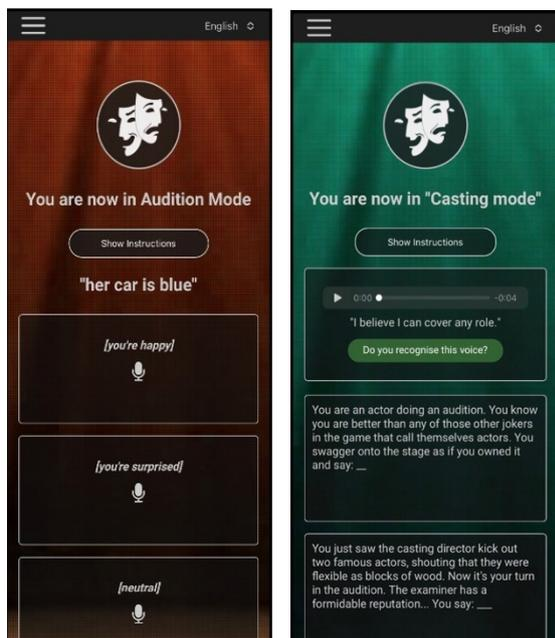 English
You are now in Audition Mode
Show Instructions
"her car is blue"
[you're happy]
[you're surprised]
[neutral]
English
You are now in "Casting mode"
Show Instructions
0:00 -0:04
"I believe I can cover any role."
Do you recognise this voice?
You are an actor doing an audition. You know
you are better than any of those other jokers
in the game that call themselves actors. You
swagger onto the stage as if you owned it
and say: __
You just saw the casting director kick out
two famous actors, shouting that they were
flexible as blocks of wood. Now it's your turn
in the audition. The examiner has a
formidable reputation... You say: ___